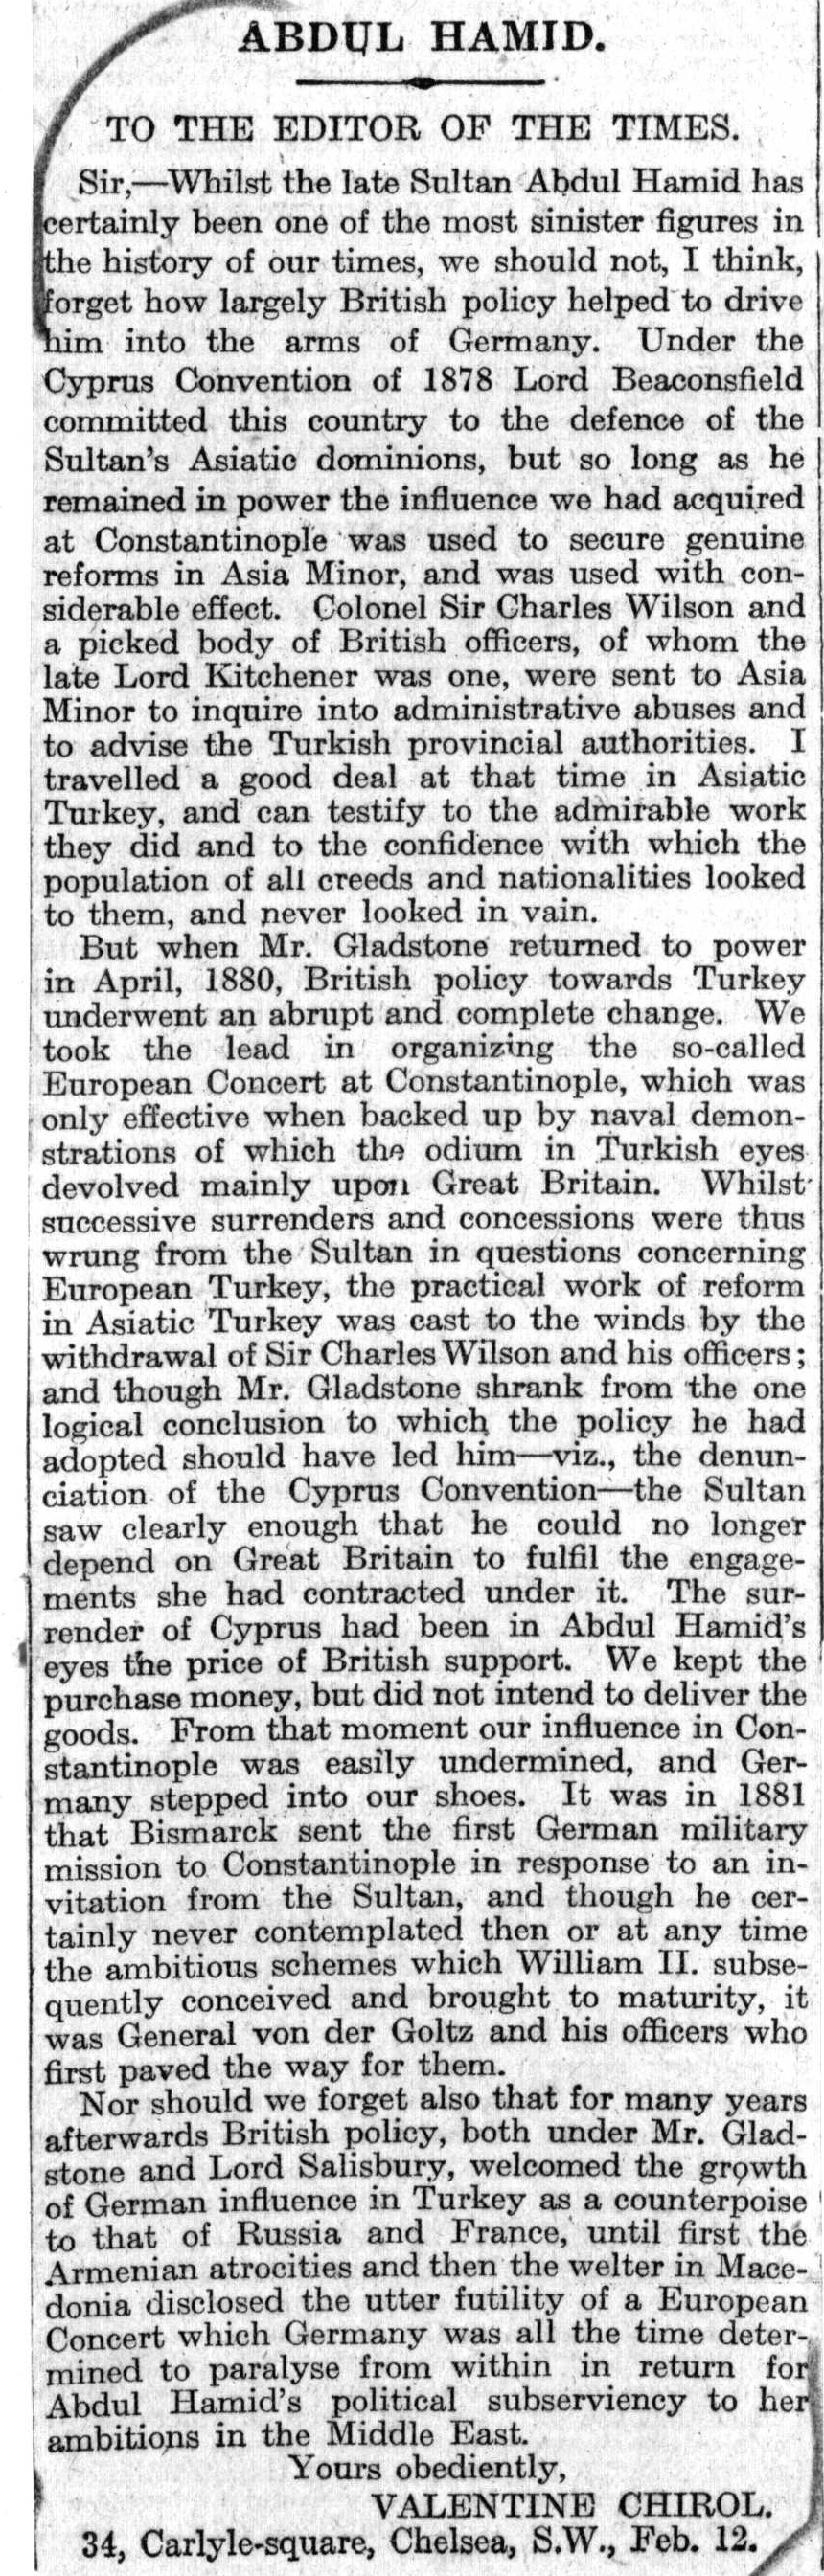 ABDUL HAMID.
TO THE EDITOR OF THE TIMES.
Sir,—Whilst the late Sultan Abdul Hamid has
certainly been one of the most sinister figures in
the history of our times, we should not, I think,
forget how largely British policy helped to drive
him into the arms of Germany. Under the
Cyprus Convention of 1878 Lord Beaconsfield
committed this country to the defence of the
Sultan's Asiatic dominions, but so long as he
remained in power the influence we had acquired
at Constantinople was used to secure genuine
reforms in Asia Minor, and was used with con-
siderable effect. Colonel Sir Charles Wilson and
a picked body of British officers, of whom the
late Lord Kitchener was one, were sent to Asia
Minor to inquire into administrative abuses and
to advise the Turkish provincial authorities. I
travelled a good deal at that time in Asiatic
Turkey, and can testify to the admirable work
they did and to the confidence with which the
population of all creeds and nationalities looked
to them, and never looked in vain.
But when Mr. Gladstone returned to power
in April, 1880, British policy towards Turkey
underwent an abrupt and complete change. We
took the lead in organizing the so-called
European Concert at Constantinople, which was
only effective when backed up by naval demon-
strations of which the odium in Turkish eyes
devolved mainly upon Great Britain. Whilst
successive surrenders and concessions were thus
wrung from the Sultan in questions concerning
European Turkey, the practical work of reform
in Asiatic Turkey was cast to the winds by the
withdrawal of Sir Charles Wilson and his officers;
and though Mr. Gladstone shrank from the one
logical conclusion to which the policy he had
adopted should have led him—viz., the denun-
ciation of the Cyprus Convention—the Sultan
saw clearly enough that he could no longer
depend on Great Britain to fulfil the engage-
ments she had contracted under it. The sur-
render of Cyprus had been in Abdul Hamid's
eyes the price of British support. We kept the
purchase money, but did not intend to deliver the
goods. From that moment our influence in Con-
stantinople was easily undermined, and Ger-
many stepped into our shoes. It was in 1881
that Bismarck sent the first German military
mission to Constantinople in response to an in-
vitation from the Sultan, and though he cer-
tainly never contemplated then or at any time
the ambitious schemes which William II. subse-
quently conceived and brought to maturity, it
was General von der Goltz and his officers who
first paved the way for them.
Nor should we forget also that for many years
afterwards British policy, both under Mr. Glad-
stone and Lord Salisbury, welcomed the growth
of German influence in Turkey as a counterpoise
to that of Russia and France, until first the
Armenian atrocities and then the welter in Mace-
donia disclosed the utter futility of a European
Concert which Germany was all the time deter-
mined to paralyse from within in return for
Abdul Hamid's political subserviency to her
ambitions in the Middle East.
Yours obediently,
VALENTINE CHIROL.
34, Carlyle-square, Chelsea, S.W., Feb. 12.